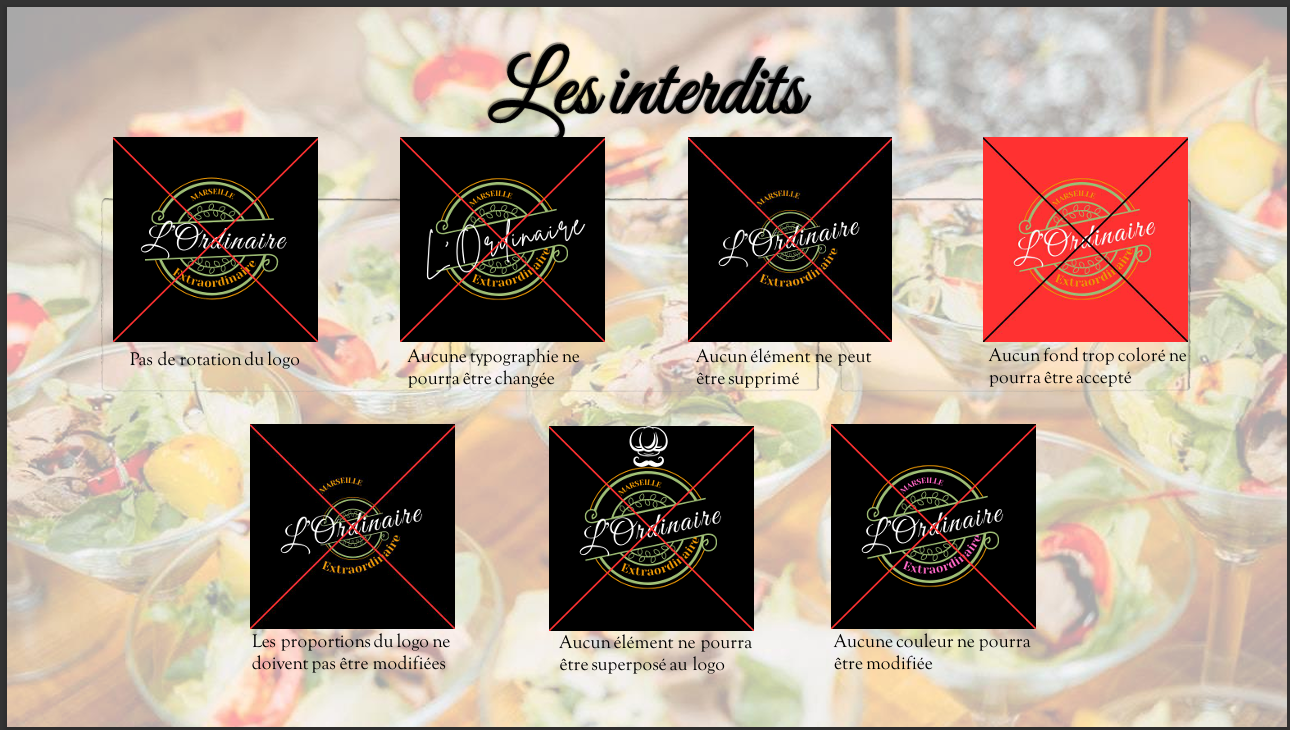 Les interdits
MARSEILLE
L'Ordinaire
Extraordinaire
Pas de rotation du logo
MARSEILLE
L'Ordinaire
Extraordinaire
Aucune typographie ne
pourra être changée
MARSEILLE
L'Ordinaire
Extraordinaire
Aucun élément ne peut
être supprimé
MARSEILLE
L'Ordinaire
Extraordinaire
Aucun fond trop coloré ne
pourra être accepté
MARSEILLE
L'Ordinaire
Extraordinaire
Les proportions du logo ne
doivent pas être modifiées
MARSEILLE
L'Ordinaire
Extraordinaire
Aucun élément ne pourra
être superposé au logo
MARSEILLE
L'Ordinaire
Extraordinaire
Aucune couleur ne pourra
être modifiée